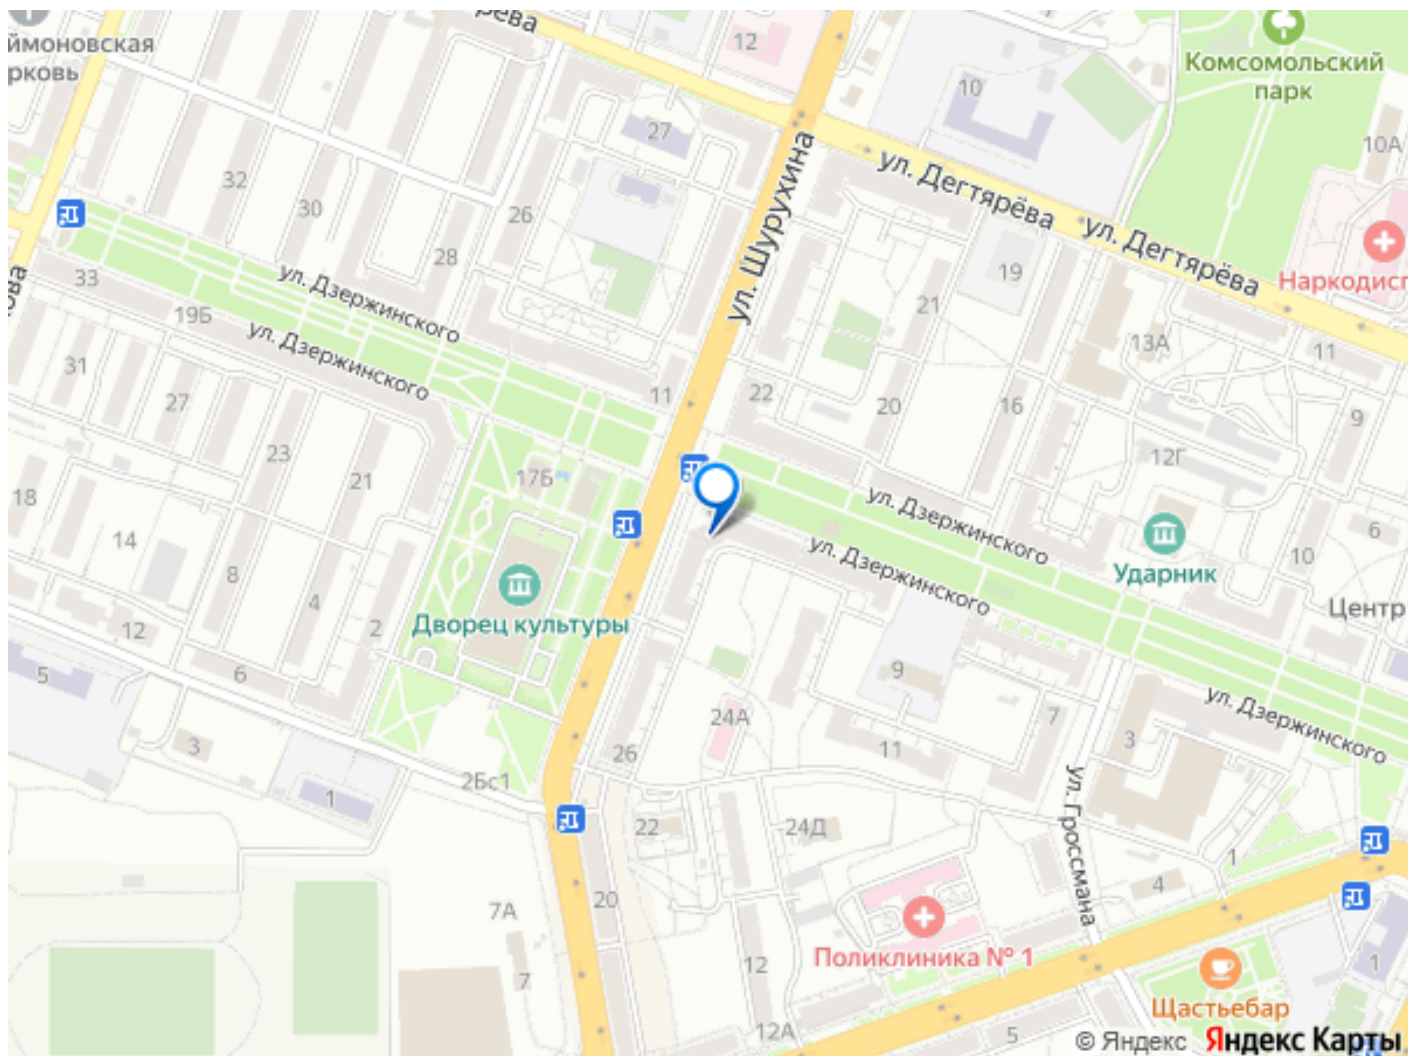 рёва
ймоновская
рковь
12
10
Комсомольский
парк
27
10А
ул. Дегтярёва
ул. Шурухина
32
30
26
28
ул. Дегтярёва
19
Наркодисп
33
19Б
ул. Дзержинского
ул. Дзержинского
ова
21
13А
11
31
27
11
22
20
16
9
23
21
17Б
12Г
18
14
ул. Дзержинского
6
ул. Дзержинского
10
Ударник
8
4
12
2
Дворец культуры
Центр
5
6
9
24А
7
ул. Дзержинского
3
26
11
3
2Бс1
1
22
24Д
ул. Гроссмана
1
4
20
7А
Поликлиника № 1
12
7
1
Щастьебар
12А
5
© Яндекс Яндекс Карты